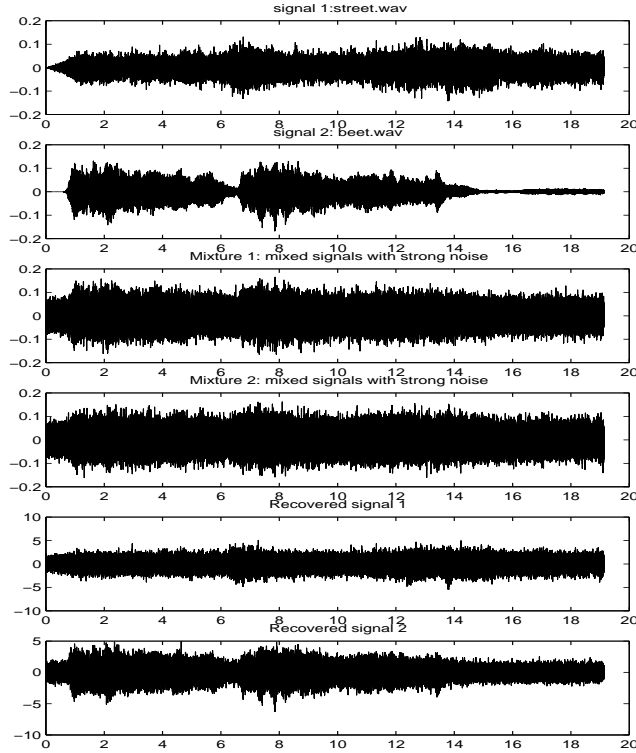 signal 1:street.wav
0.2
0.1
0
−0.1
−0.2
0 2 4 6 8 10 12 14 16 18 20
signal 2: beet.wav
0.2
0.1
0
−0.1
−0.2
0 2 4 6 8 10 12 14 16 18 20
Mixture 1: mixed signals with strong noise
0.2
0.1
0
−0.1
−0.2
0 2 4 6 8 10 12 14 16 18 20
Mixture 2: mixed signals with strong noise
0.2
0.1
0
−0.1
−0.2
0 2 4 6 8 10 12 14 16 18 20
Recovered signal 1
10
5
0
−5
−10
0 2 4 6 8 10 12 14 16 18 20
Recovered signal 2
5
0
−5
−10
0 2 4 6 8 10 12 14 16 18 20